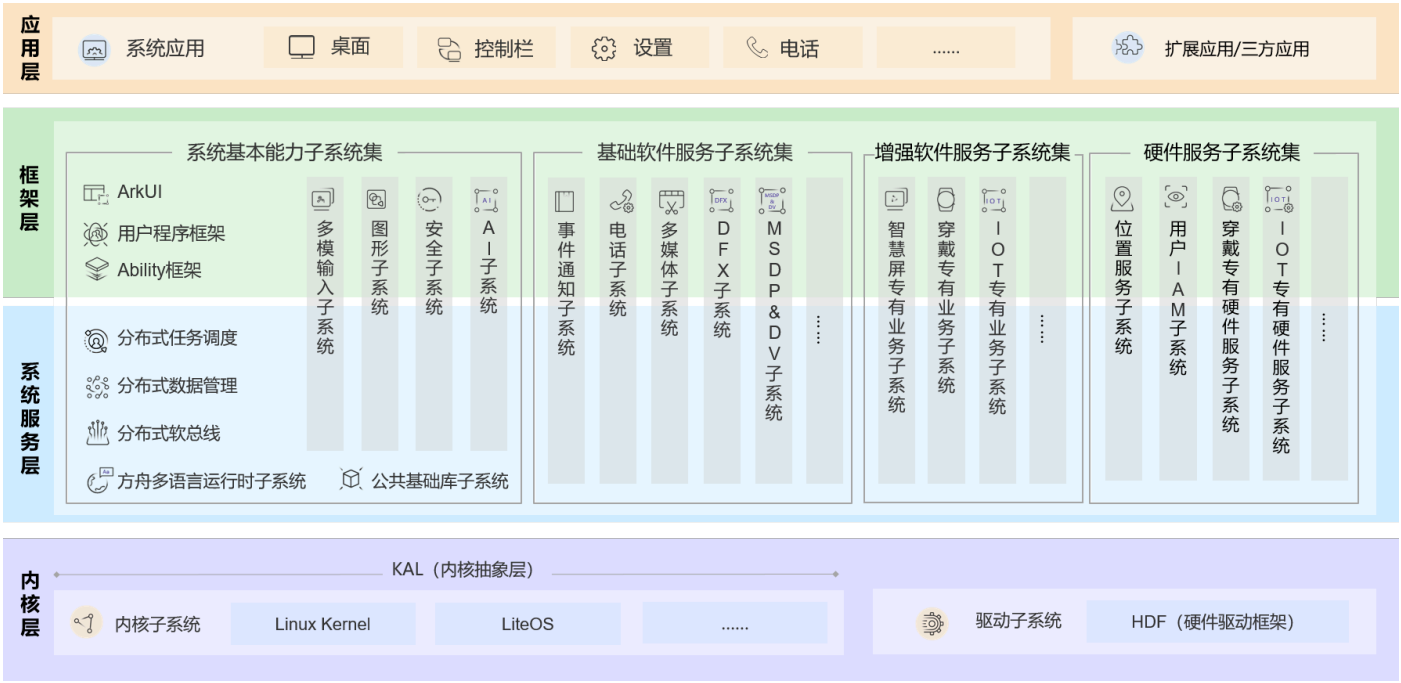 应用层
系统应用
桌面
控制栏
设置
电话
......
扩展应用/三方应用
框架层
系统服务层
系统基本能力子系统集
ArkUI
用户程序框架
Ability框架
分布式任务调度
分布式数据管理
分布式软总线
方舟多语言运行时子系统
公共基础库子系统
多模输入子系统
图形子系统
安全子系统
AI
AI子系统
基础软件服务子系统集
事件通知子系统
电话子系统
多媒体子系统
DFX
DFX子系统
MSDP
&
DV
MSDP&DV子系统
......
增强软件服务子系统集
智慧屏专有业务子系统
穿戴专有业务子系统
IOT
IOT专有业务子系统
......
硬件服务子系统集
位置服务子系统
用户IAM子系统
穿戴专有硬件服务子系统
IOT
IOT专有硬件服务子系统
......
内核层
KAL（内核抽象层）
内核子系统
Linux Kernel
LiteOS
......
驱动子系统
HDF（硬件驱动框架）